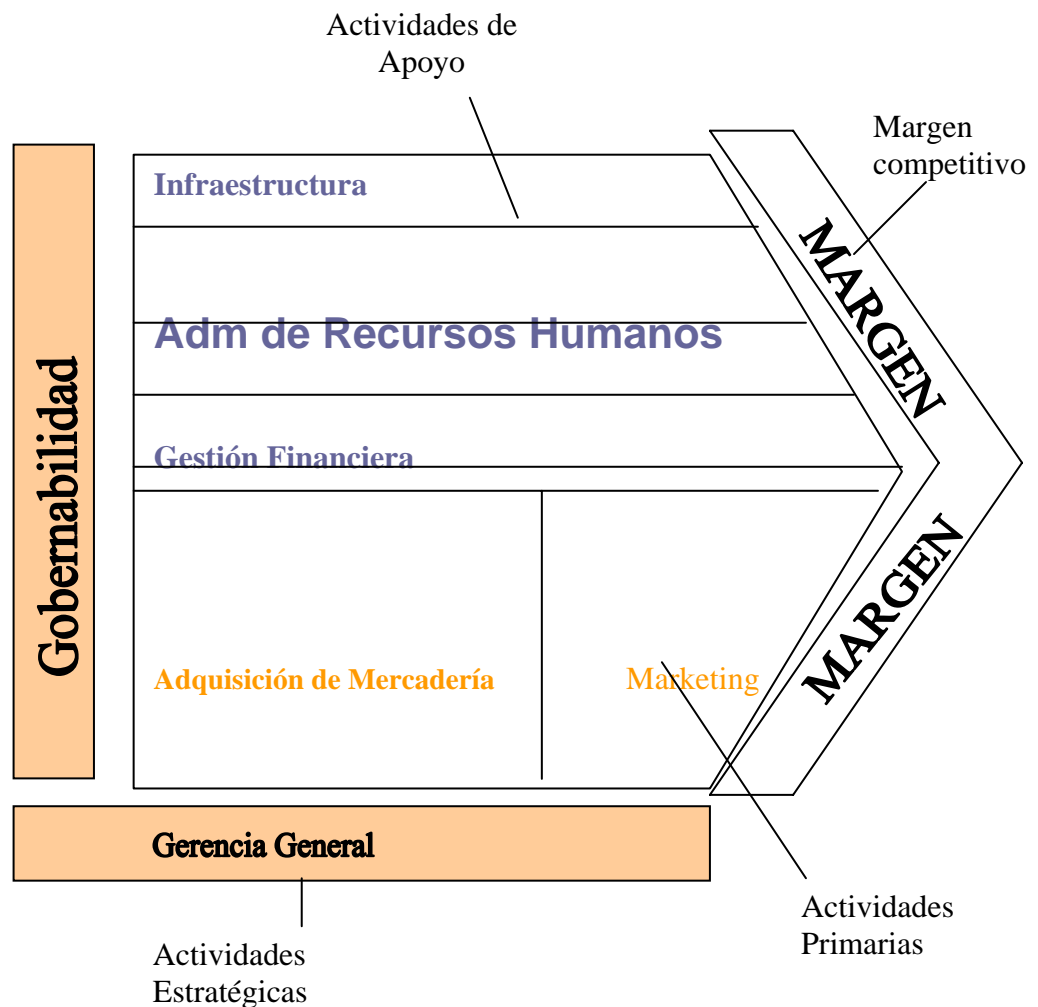 Actividades de
Apoyo
Margen
competitivo
Infraestructura
MARGEN
Adm de Recursos Humanos
Gobernabilidad
Gestión Financiera
MARGEN
Adquisición de Mercadería
Marketing
Gerencia General
Actividades
Primarias
Actividades
Estratégicas